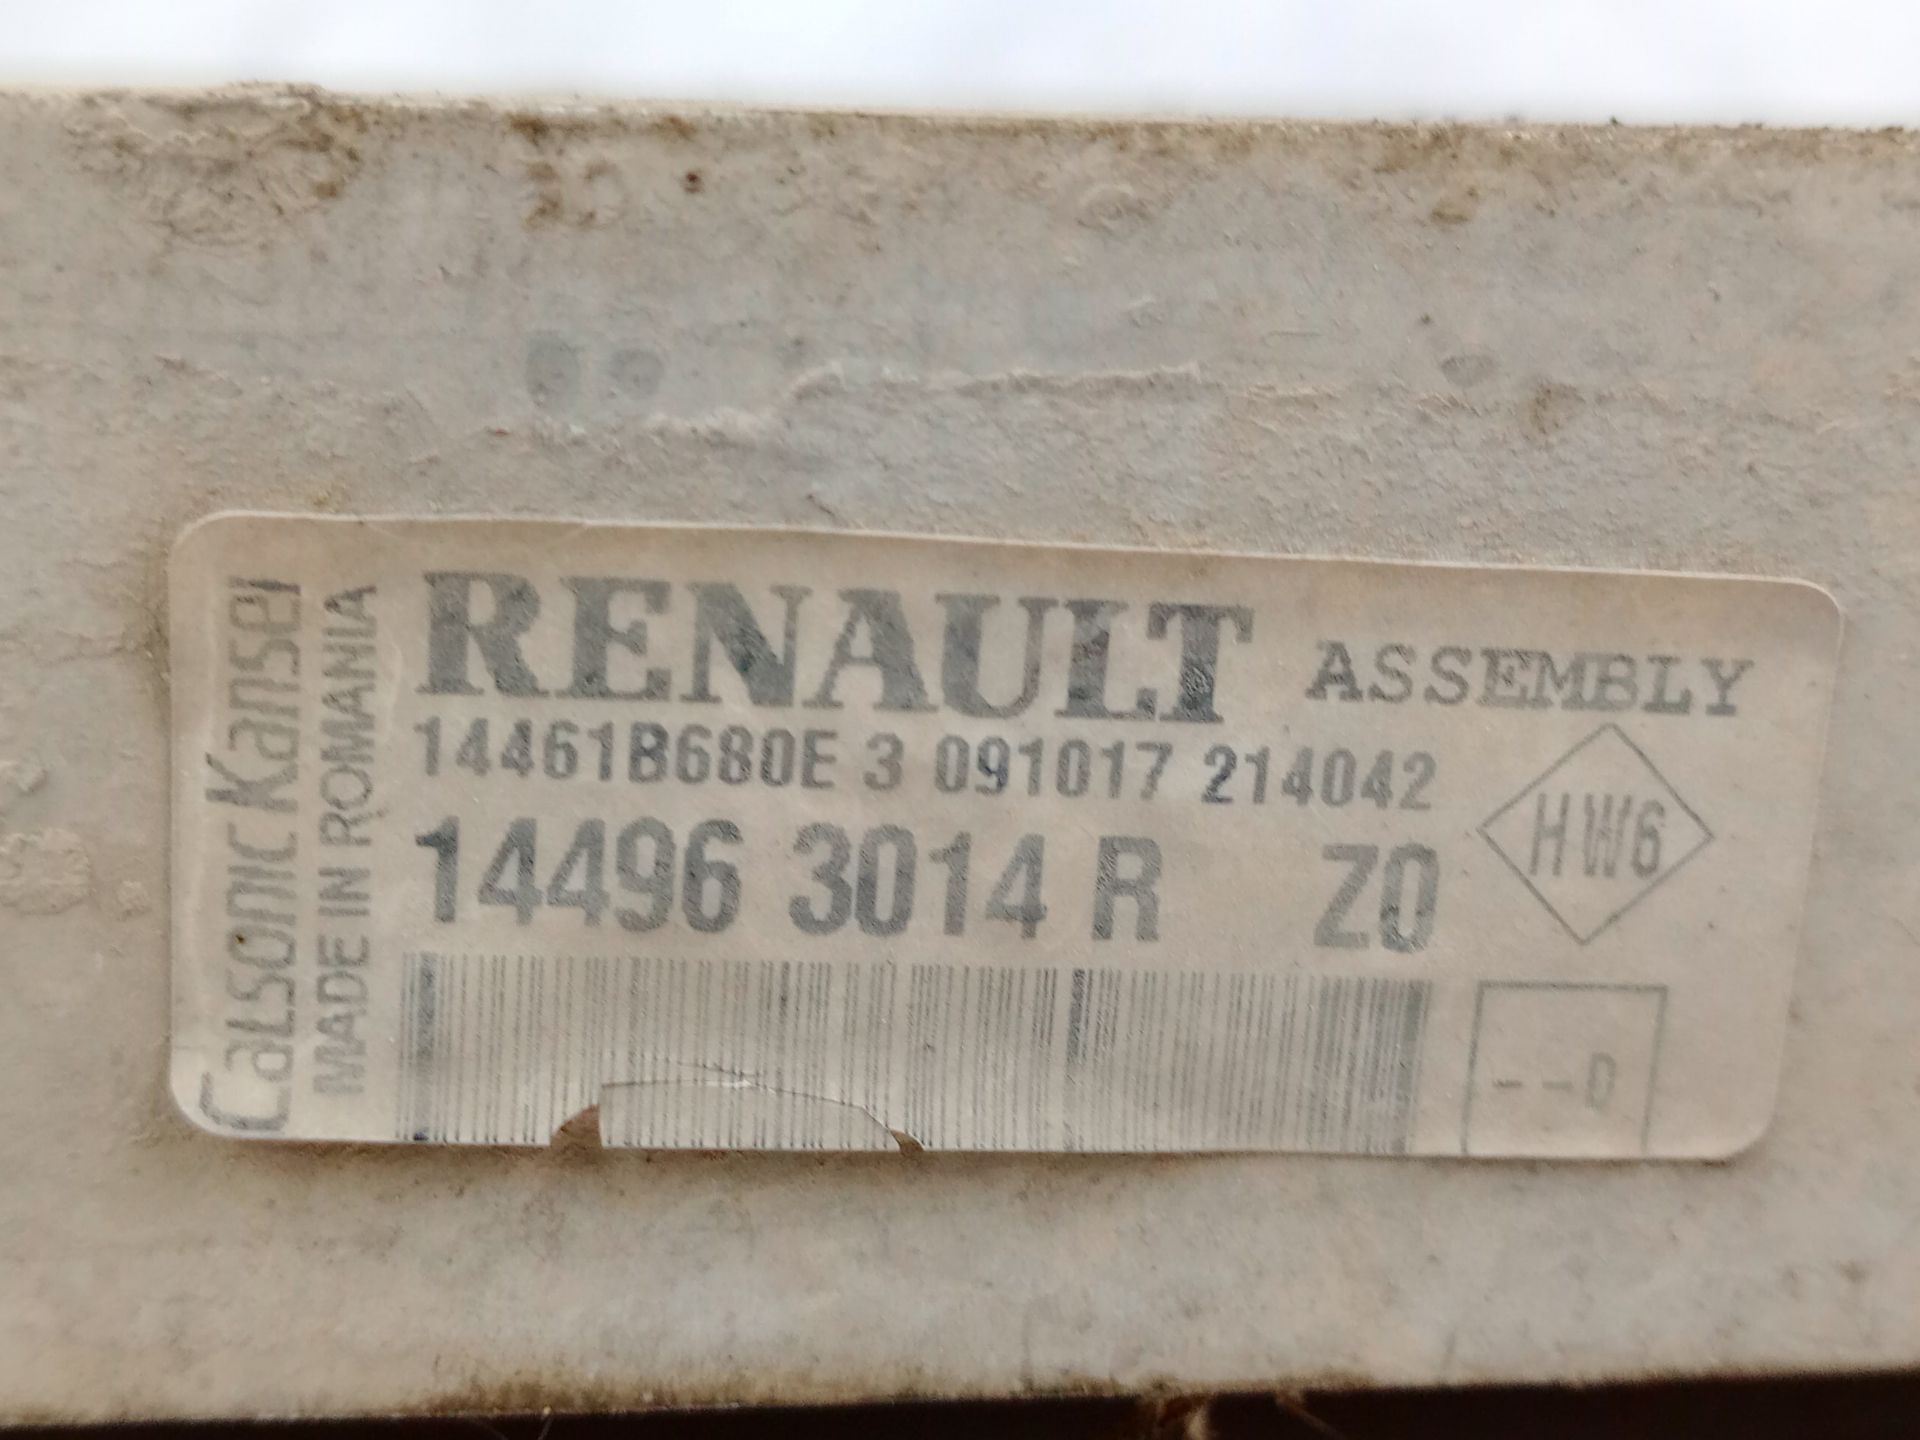 Calsonic Kansei
MADE IN ROMANIA
RENAULT ASSEMBLY
14461B680E 3 091017 214042
14496 3014 R Z0
HW6
--0